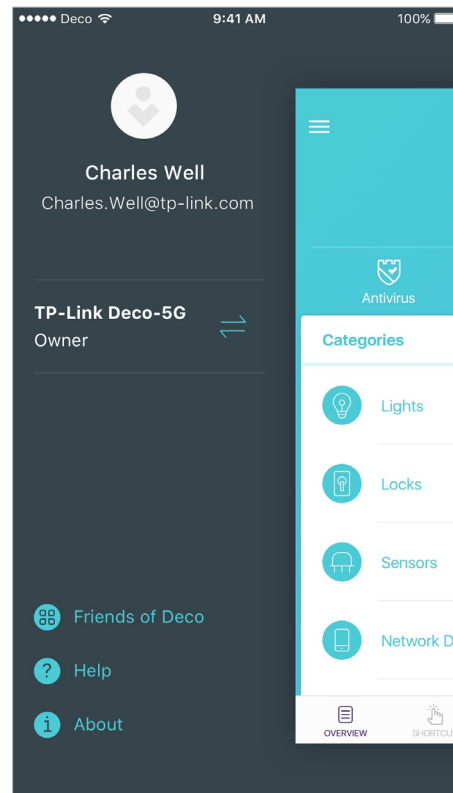 Deco 9:41 AM 100%
Charles Well
Charles.Well@tp-link.com
TP-Link Deco-5G
Owner
Friends of Deco
Help
About
Antivirus
Categories
Lights
Locks
Sensors
Network D
OVERVIEW SHORTCU